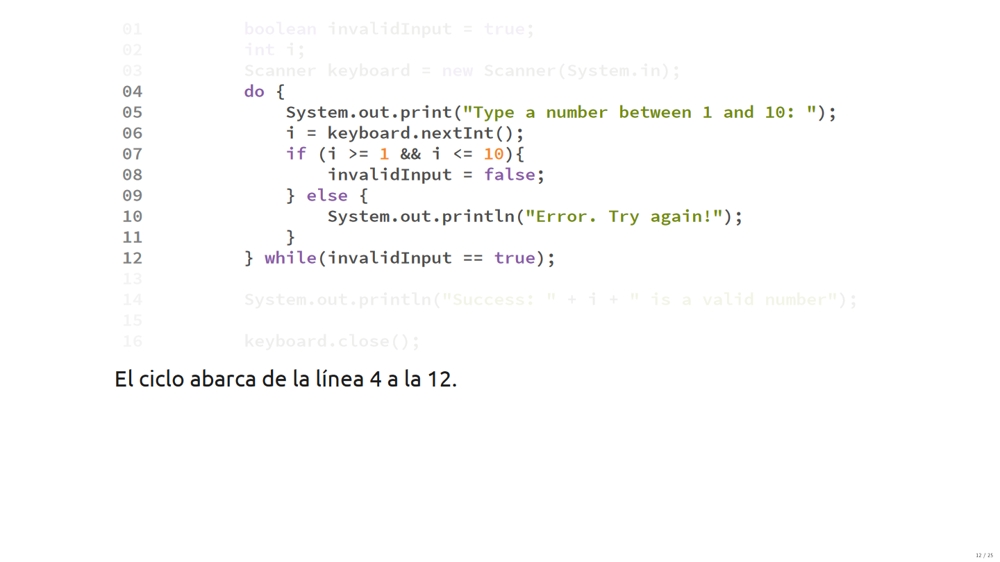 01 boolean invalidInput = true;
02 int i;
03 Scanner keyboard = new Scanner(System.in);
04 do {
05 System.out.print("Type a number between 1 and 10: ");
06 i = keyboard.nextInt();
07 if (i >= 1 && i <= 10){
08 invalidInput = false;
09 } else {
10 System.out.println("Error. Try again!");
11 }
12 } while(invalidInput == true);
13
14 System.out.println("Success: " + i + " is a valid number");
15
16 keyboard.close();
El ciclo abarca de la línea 4 a la 12.
12 / 25